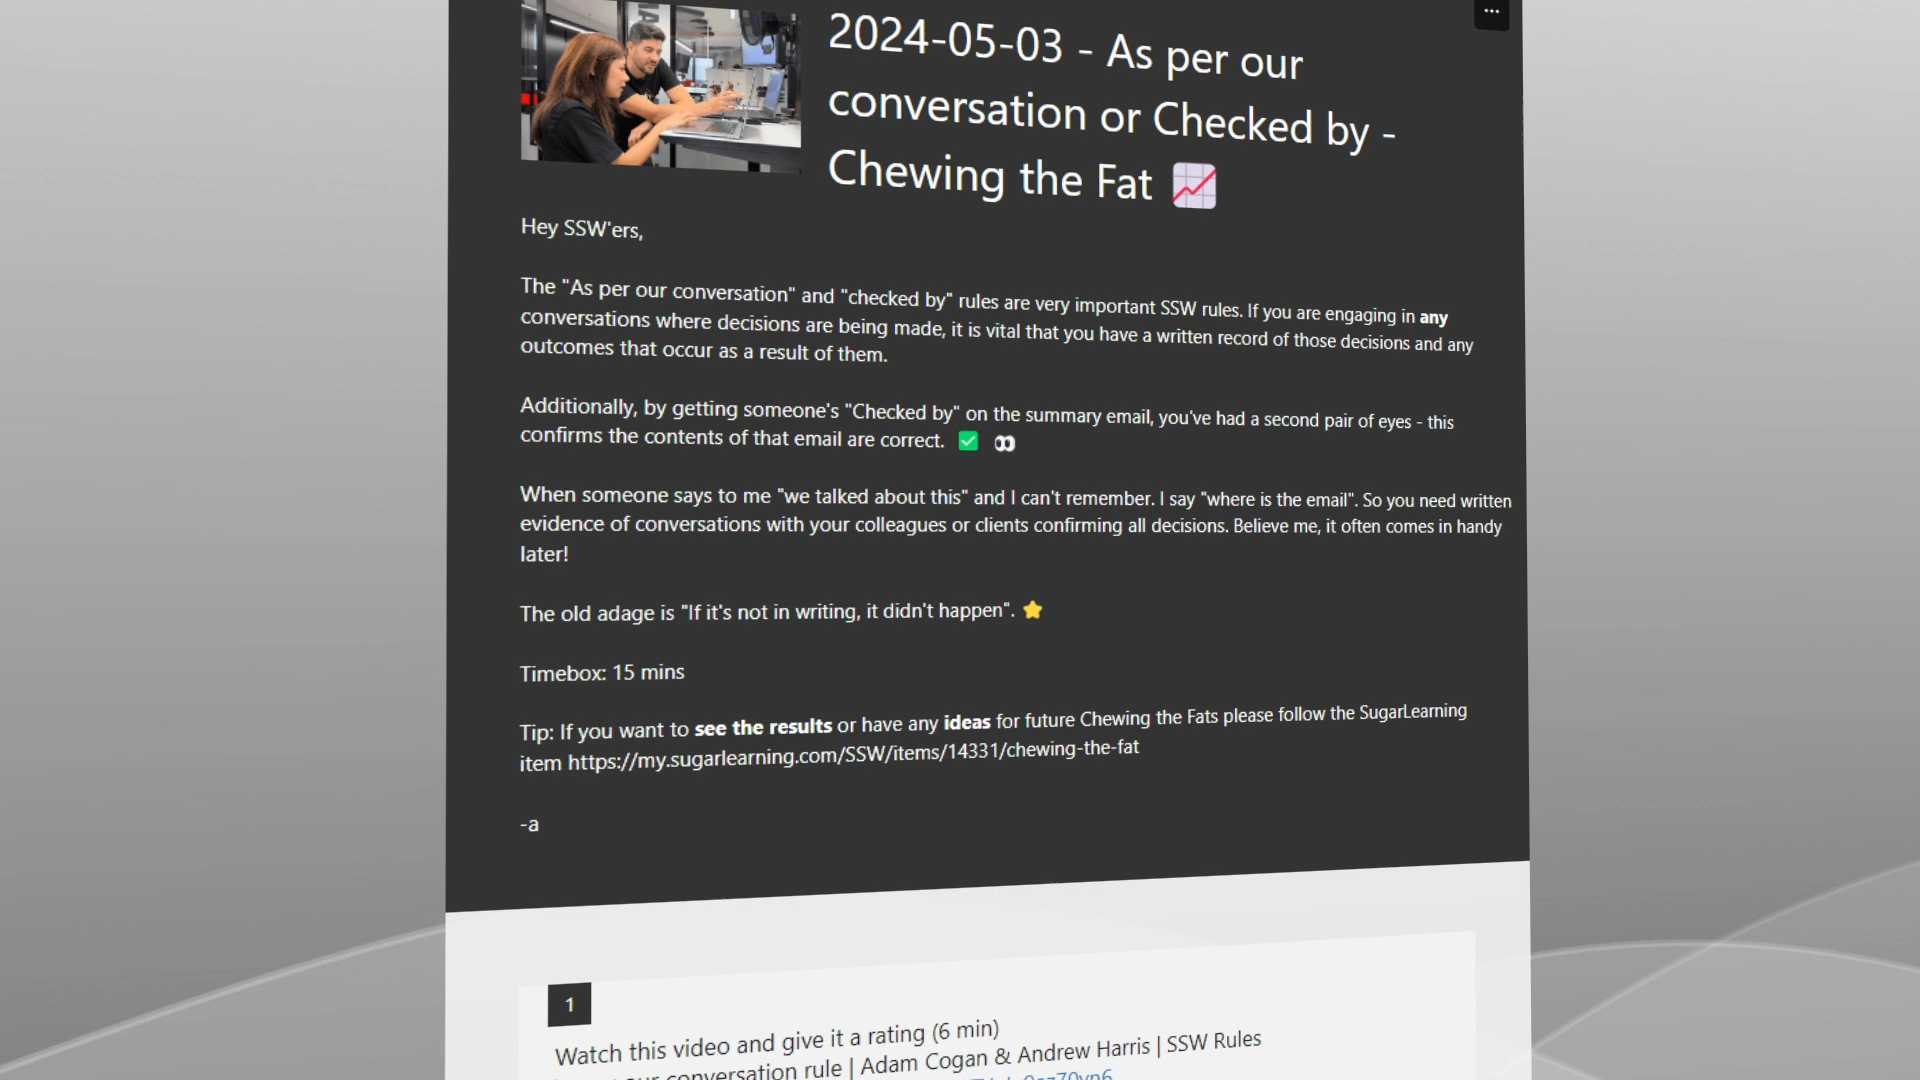 2024-05-03 - As per our
conversation or Checked by -
Chewing the Fat
Hey SSW'ers,
The "As per our conversation" and "checked by" rules are very important SSW rules. If you are engaging in any
conversations where decisions are being made, it is vital that you have a written record of those decisions and any
outcomes that occur as a result of them.
Additionally, by getting someone's "Checked by" on the summary email, you've had a second pair of eyes - this
confirms the contents of that email are correct. ✅ 👀
When someone says to me "we talked about this" and I can't remember. I say "where is the email". So you need written
evidence of conversations with your colleagues or clients confirming all decisions. Believe me, it often comes in handy
later!
The old adage is "If it's not in writing, it didn't happen". ⭐
Timebox: 15 mins
Tip: If you want to see the results or have any ideas for future Chewing the Fats please follow the SugarLearning
item https://my.sugarlearning.com/SSW/items/14331/chewing-the-fat
-a
1
Watch this video and give it a rating (6 min)
conversation rule | Adam Cogan & Andrew Harris | SSW Rules